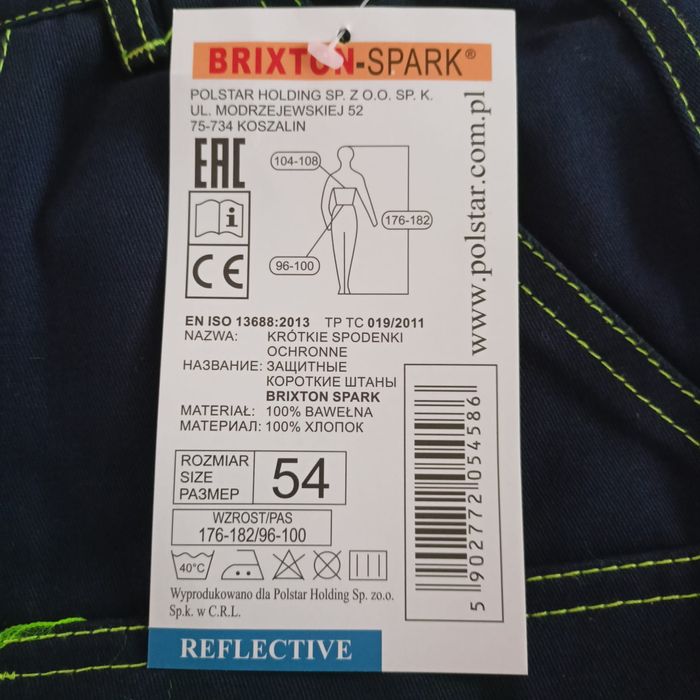 BRIXTON-SPARK®
POLSTAR HOLDING SP. Z O.O. SP. K.
UL. MODRZEJEWSKIEJ 52
75-734 KOSZALIN
EAC
104-108
176-182
i
CE
96-100
www.polstar.com.pl
EN ISO 13688:2013 TP TC 019/2011
NAZWA: KRÓTKIE SPODENKI
OCHRONNE
НАЗВАНИЕ: ЗАЩИТНЫЕ
КОРОТКИЕ ШТАНЫ
BRIXTON SPARK
MATERIAŁ: 100% BAWEŁNA
МАТЕРИАЛ: 100% ХЛОПОК
ROZMIAR
SIZE
РАЗМЕР
54
WZROST/PAS
176-182/96-100
40°C
5 902772 054586
Wyprodukowano dla Polstar Holding Sp. zo.o.
Sp.k. w C.R.L.
REFLECTIVE